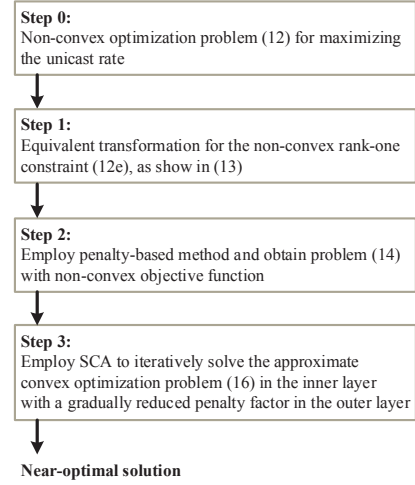 Step 0:
Non-convex optimization problem (12) for maximizing
the unicast rate
Step 1:
Equivalent transformation for the non-convex rank-one
constraint (12e), as show in (13)
Step 2:
Employ penalty-based method and obtain problem (14)
with non-convex objective function
Step 3:
Employ SCA to iteratively solve the approximate
convex optimization problem (16) in the inner layer
with a gradually reduced penalty factor in the outer layer
Near-optimal solution